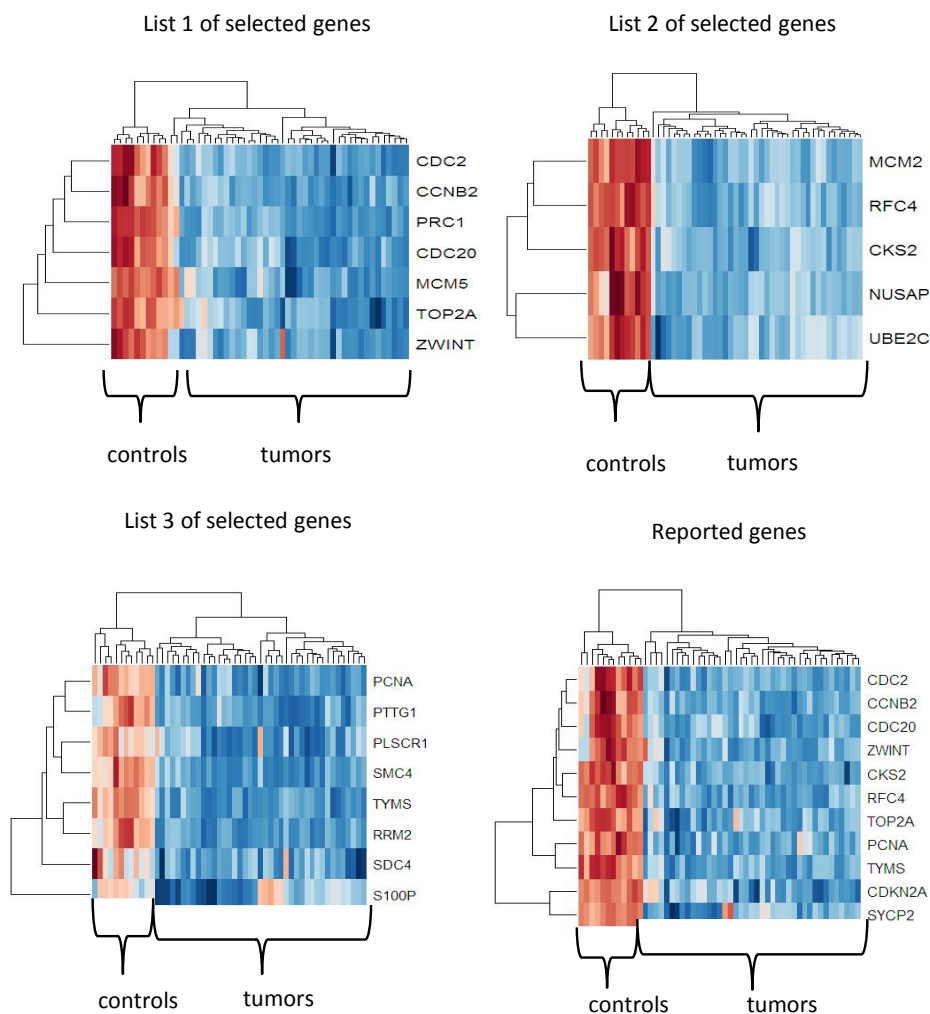 List 1 of selected genes
CDC2
CCNB2
PRC1
CDC20
MCM5
TOP2A
ZWINT
controls
tumors
List 2 of selected genes
MCM2
RFC4
CKS2
NUSAP
UBE2C
controls
tumors
List 3 of selected genes
PCNA
PTTG1
PLSCR1
SMC4
TYMS
RRM2
SDC4
S100P
controls
tumors
Reported genes
CDC2
CCNB2
CDC20
ZWINT
CKS2
RFC4
TOP2A
PCNA
TYMS
CDKN2A
SYCP2
controls
tumors